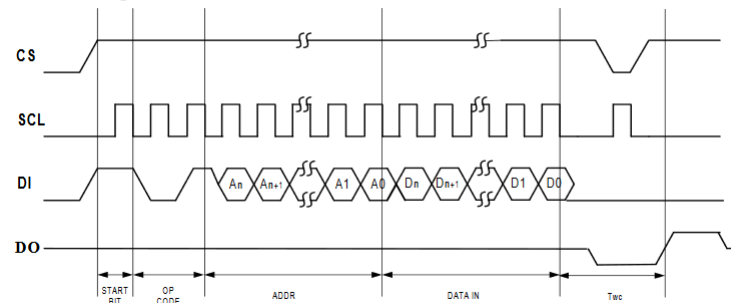 CS
SCL
DI
An An+1 A1 A0 Dn Dn+1 D1 D0
DO
START BIT
OP CODE
ADDR
DATA IN
Twc